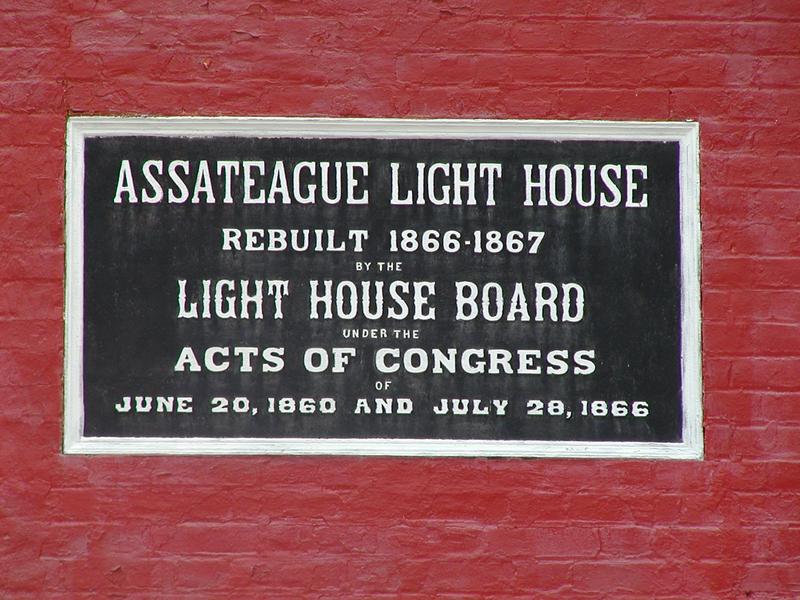 ASSATEAGUE LIGHT HOUSE
REBUILT 1866-1867
BY THE
LIGHT HOUSE BOARD
UNDER THE
ACTS OF CONGRESS
OF
JUNE 20, 1860 AND JULY 28, 1866